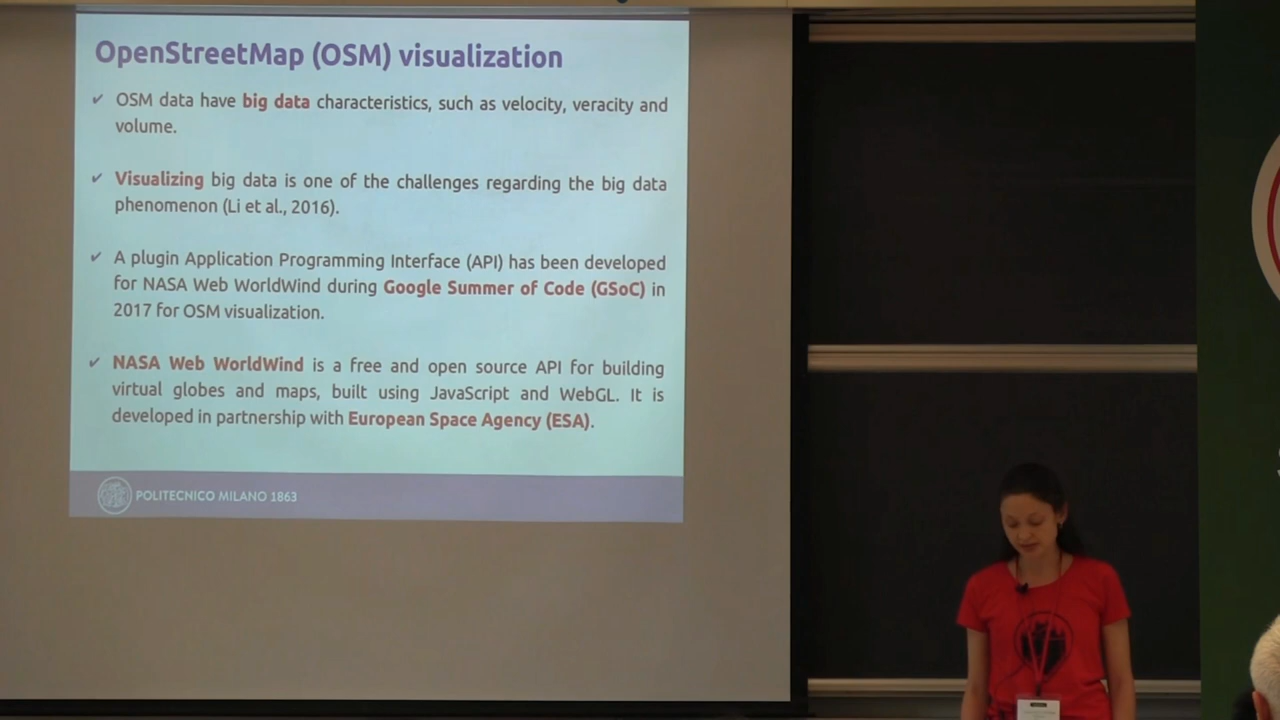 OpenStreetMap (OSM) visualization
✓ OSM data have big data characteristics, such as velocity, veracity and
volume.
✓ Visualizing big data is one of the challenges regarding the big data
phenomenon (Li et al., 2016).
✓ A plugin Application Programming Interface (API) has been developed
for NASA Web WorldWind during Google Summer of Code (GSoC) in
2017 for OSM visualization.
✓ NASA Web WorldWind is a free and open source API for building
virtual globes and maps, built using JavaScript and WebGL. It is
developed in partnership with European Space Agency (ESA).
POLITECNICO MILANO 1863